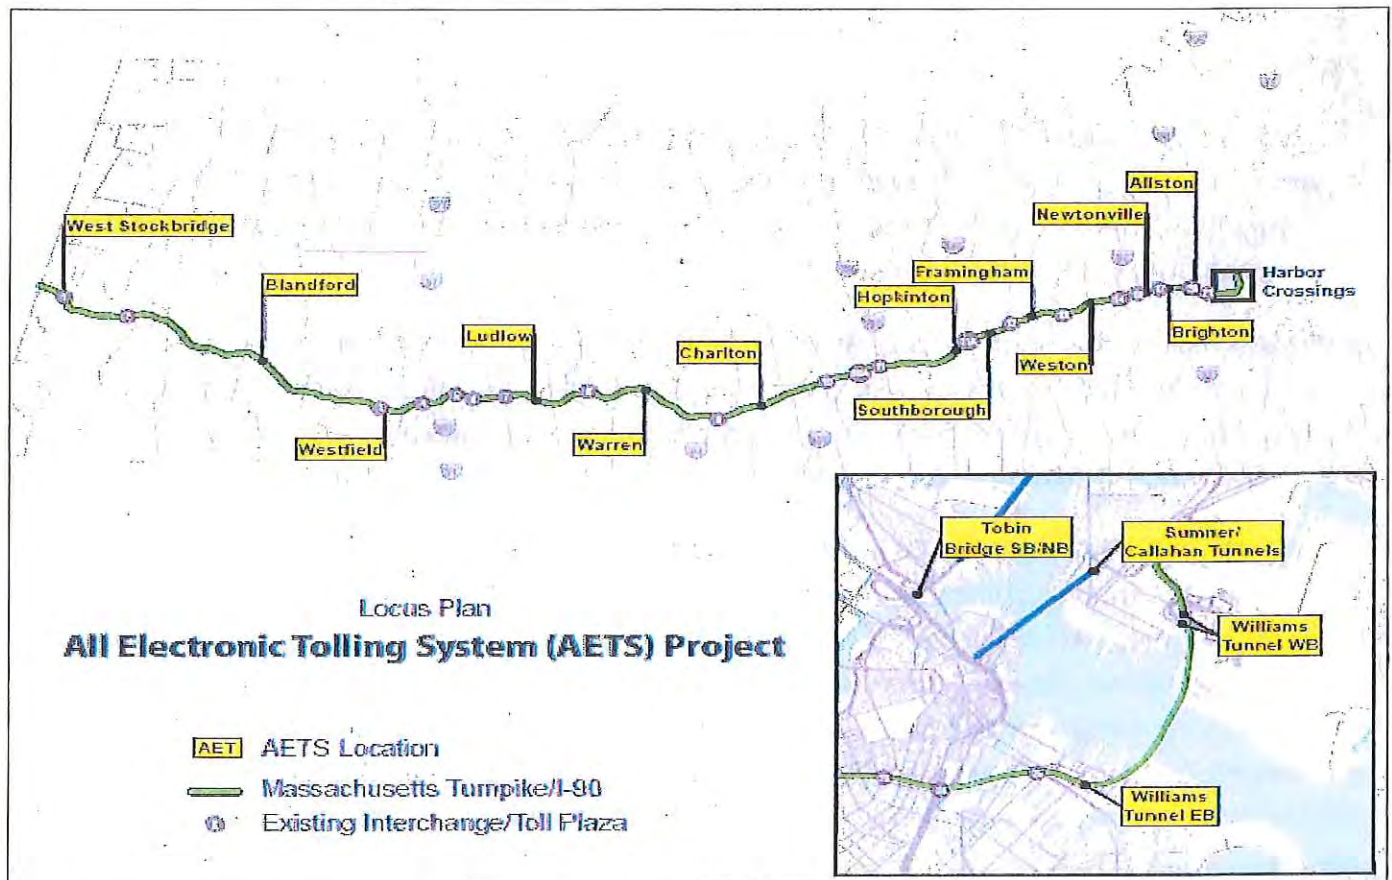 Allston
Newtonville
West Stockbridge
Framingham
Harbor
Crossings
Blandford
Hopkinton
Ludlow
Brighton
Charlton
Weston
Southborough
Westfield
Warren
Tobin
Bridge SB/NB
Sumner/
Callahan Tunnels
Williams
Tunnel WB
Williams
Tunnel EB
Locus Plan
All Electronic Tolling System (AETS) Project
AET AETS Location
Massachusetts Turnpike/I-90
Existing Interchange/Toll Plaza